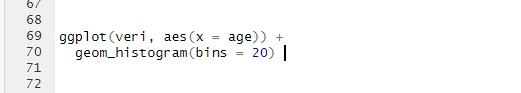 67
68
69 ggplot(veri, aes(x = age)) +
70   geom_histogram(bins = 20)
71
72